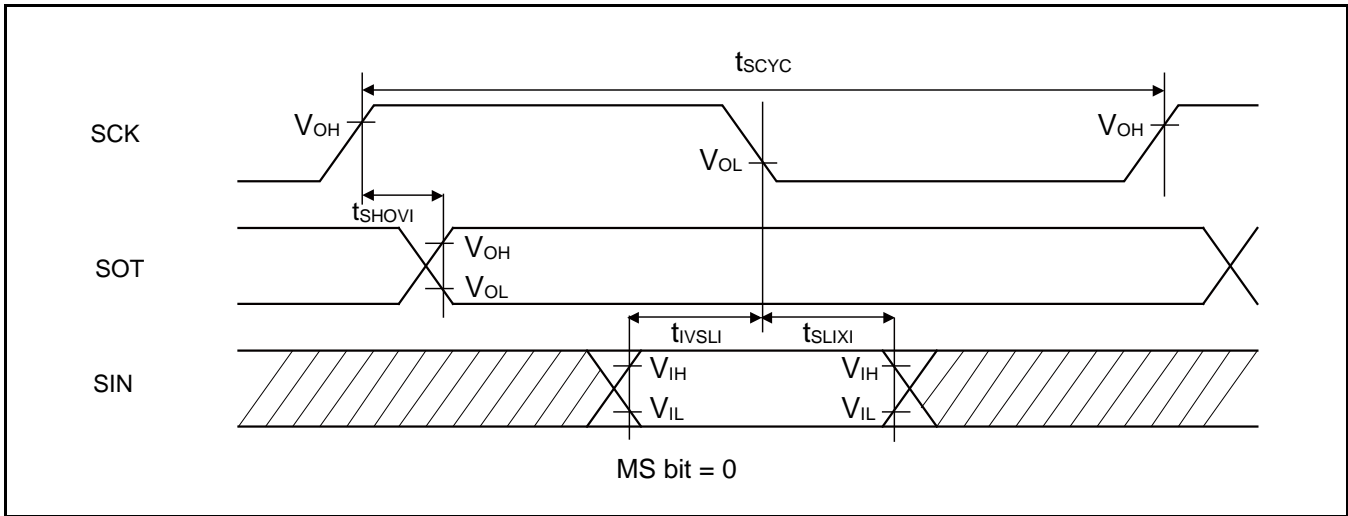 tSCYC
SCK
VOH
VOL
VOH
tSHOVI
SOT
VOH
VOL
tIVSLI
tSLIXI
SIN
VIH
VIH
VIL
VIL
MS bit = 0